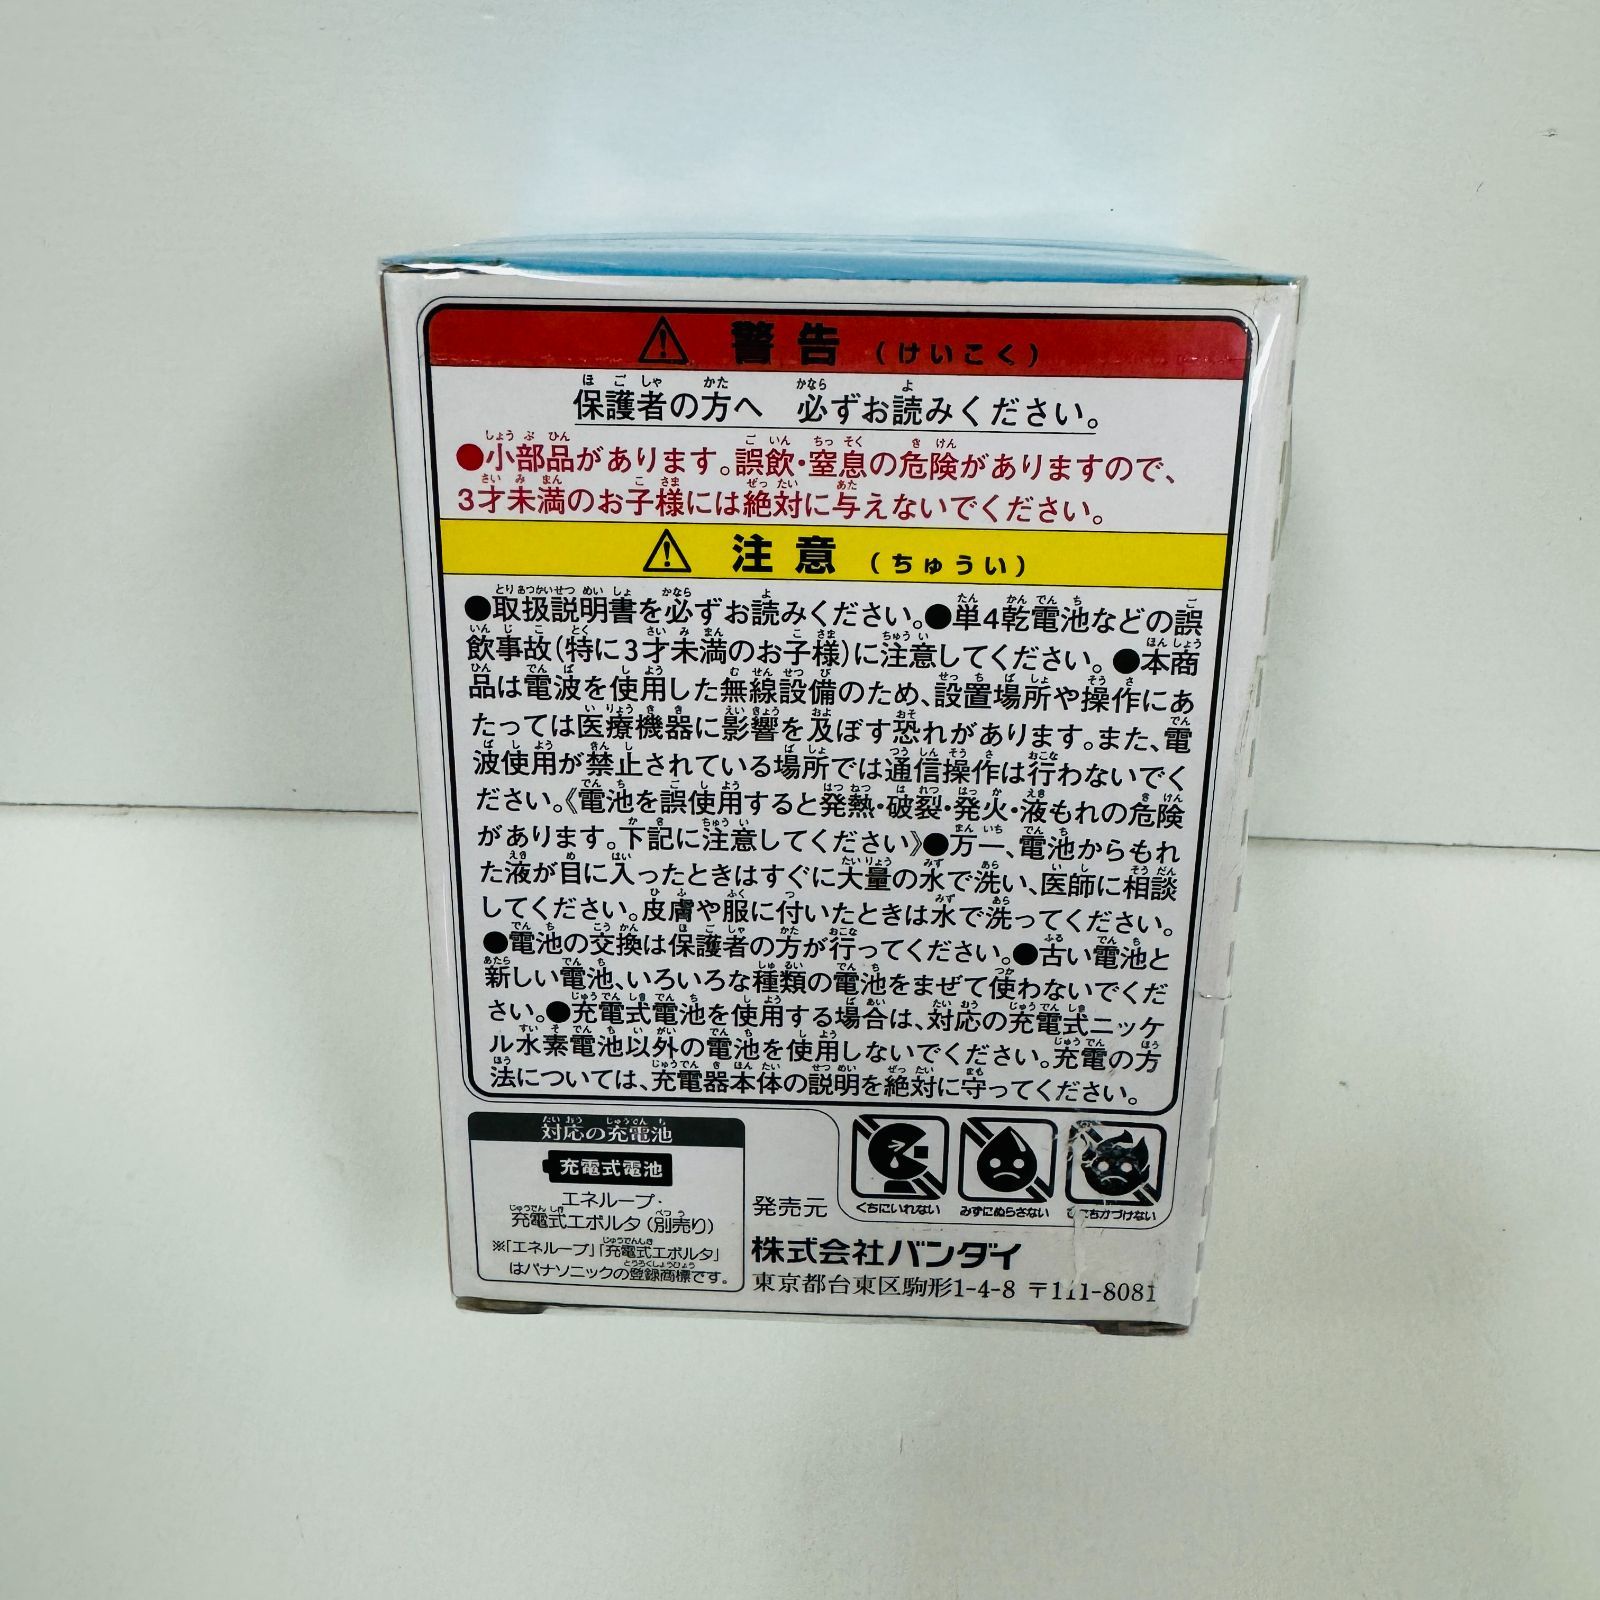 警告（けいこく）
保護者の方へ 必ずお読みください。
●小部品があります。誤飲・窒息の危険がありますので、
3才未満のお子様には絶対に与えないでください。
注意（ちゅうい）
●取扱説明書を必ずお読みください。●単4乾電池などの誤
飲事故(特に3才未満のお子様)に注意してください。●本商
品は電波を使用した無線設備のため、設置場所や操作にあ
たっては医療機器に影響を及ぼす恐れがあります。また、電
波使用が禁止されている場所では通信操作は行わないでく
ださい。《電池を誤使用すると発熱・破裂・発火・液もれの危険
があります。下記に注意してください》●万一、電池からもれ
た液が目に入ったときはすぐに大量の水で洗い、医師に相談
してください。皮膚や服に付いたときは水で洗ってください。
●電池の交換は保護者の方が行ってください。●古い電池と
新しい電池、いろいろな種類の電池をまぜて使わないでくだ
さい。●充電式電池を使用する場合は、対応の充電式ニッケ
ル水素電池以外の電池を使用しないでください。充電の方
法については、充電器本体の説明を絶対に守ってください。
対応の充電池
充電式電池
エネループ・
充電式エボルタ(別売り)
※「エネループ」「充電式エボルタ」
はパナソニックの登録商標です。
くちにいれない
みずにぬらさない
ちかづけない
発売元
株式会社バンダイ
東京都台東区駒形1-4-8 〒111-8081